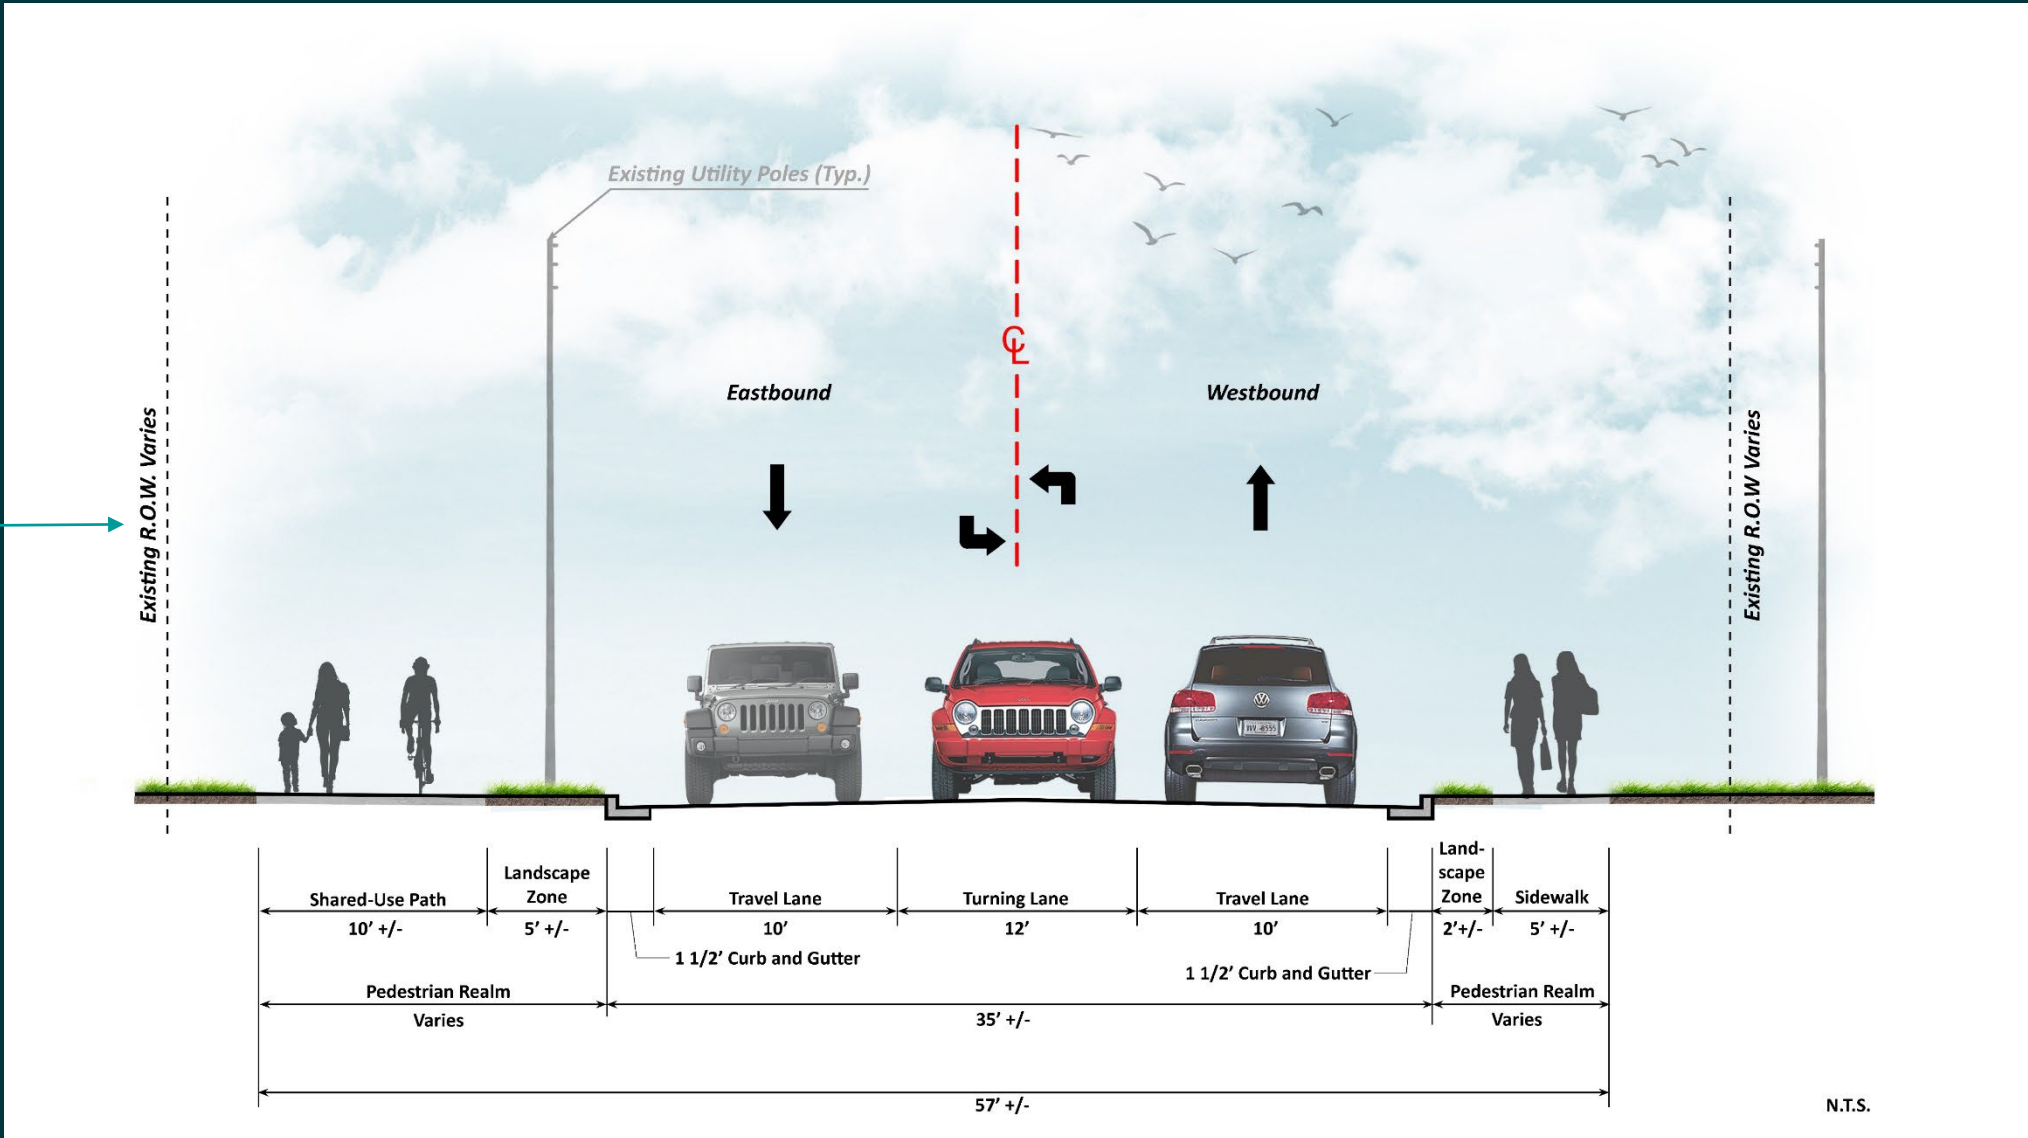 Existing Utility Poles (Typ.)
CL
Eastbound
Westbound
Existing R.O.W. Varies
Existing R.O.W Varies
Shared-Use Path
10' +/-
Landscape
Zone
5' +/-
Travel Lane
10'
Turning Lane
12'
Travel Lane
10'
Land-
scape
Zone
2'+/-
Sidewalk
5' +/-
1 1/2' Curb and Gutter
1 1/2' Curb and Gutter
Pedestrian Realm
Varies
35' +/-
Pedestrian Realm
Varies
57' +/-
N.T.S.